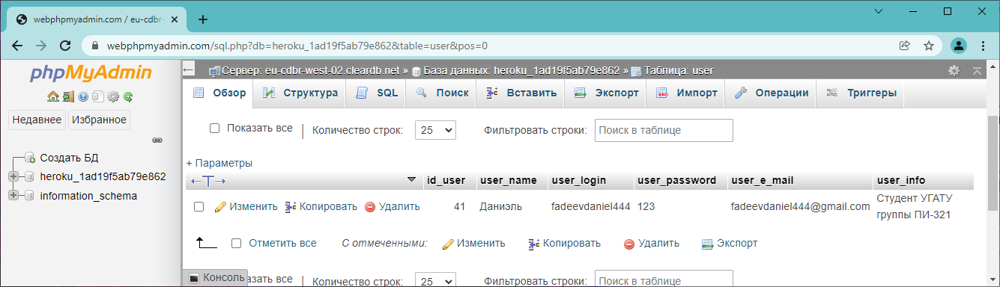 webphpmyadmin.com / eu-cdbr-
webphpmyadmin.com/sql.php?db=heroku_1ad19f5ab79e862&table=user&pos=0
phpMyAdmin
Недавнее Избранное
Создать БД
heroku_1ad19f5ab79e862
information_schema
Сервер: eu-cdbr-west-02.cleardb.net » База данных: heroku_1ad19f5ab79e862 » Таблица: user
Обзор Структура SQL Поиск Вставить Экспорт Импорт Операции Триггеры
Показать все Количество строк: 25 Фильтровать строки: Поиск в таблице
+ Параметры
←T→ id_user user_name user_login user_password user_e_mail user_info
Изменить Копировать Удалить 41 Даниэль fadeevdaniel444 123 fadeevdaniel444@gmail.com Студент УГАТУ
группы ПИ-321
Отметить все С отмеченными: Изменить Копировать Удалить Экспорт
Консоль
казать все Количество строк: 25 Фильтровать строки: Поиск в таблице